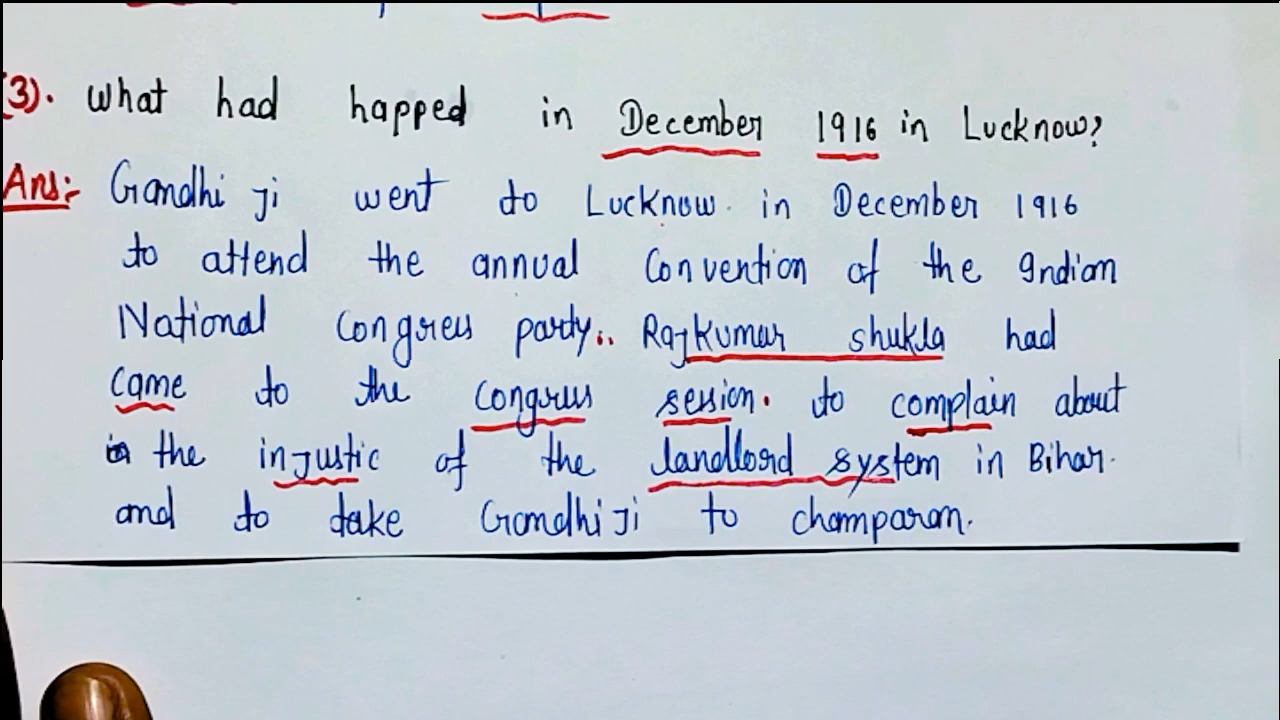 (3). What had happed in December 1916 in Lucknow?
Ans:- Gandhi Ji went to Lucknow. in December 1916
to attend the annual Convention of the Indian
National Congress party.. Rajkumar shukla had
came to the congress session. to complain about
the injustic of the landlord system in Bihar.
and to take Gandhi Ji to champaran.